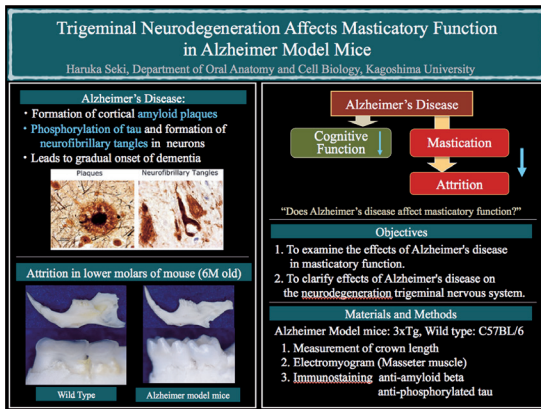 Trigeminal Neurodegeneration Affects Masticatory Function
in Alzheimer Model Mice
Haruka Seki, Department of Oral Anatomy and Cell Biology, Kagoshima University
Alzheimer's Disease:
• Formation of cortical amyloid plaques
• Phosphorylation of tau and formation of
neurofibrillary tangles in neurons
• Leads to gradual onset of dementia
Plaques
Neurofibrillary Tangles
Attrition in lower molars of mouse (6M old)
Wild Type
Alzheimer model mice
Alzheimer's Disease
Cognitive
Function
Mastication
Attrition
"Does Alzheimer's disease affect masticatory function?"
Objectives
1. To examine the effects of Alzheimer's disease
in masticatory function.
2. To clarify effects of Alzheimer's disease on
the neurodegeneration trigeminal nervous system.
Materials and Methods
Alzheimer Model mice: 3xTg, Wild type: C57BL/6
1. Measurement of crown length
2. Electromyogram (Masseter muscle)
3. Immunostaining anti-amyloid beta
anti-phosphorylated tau